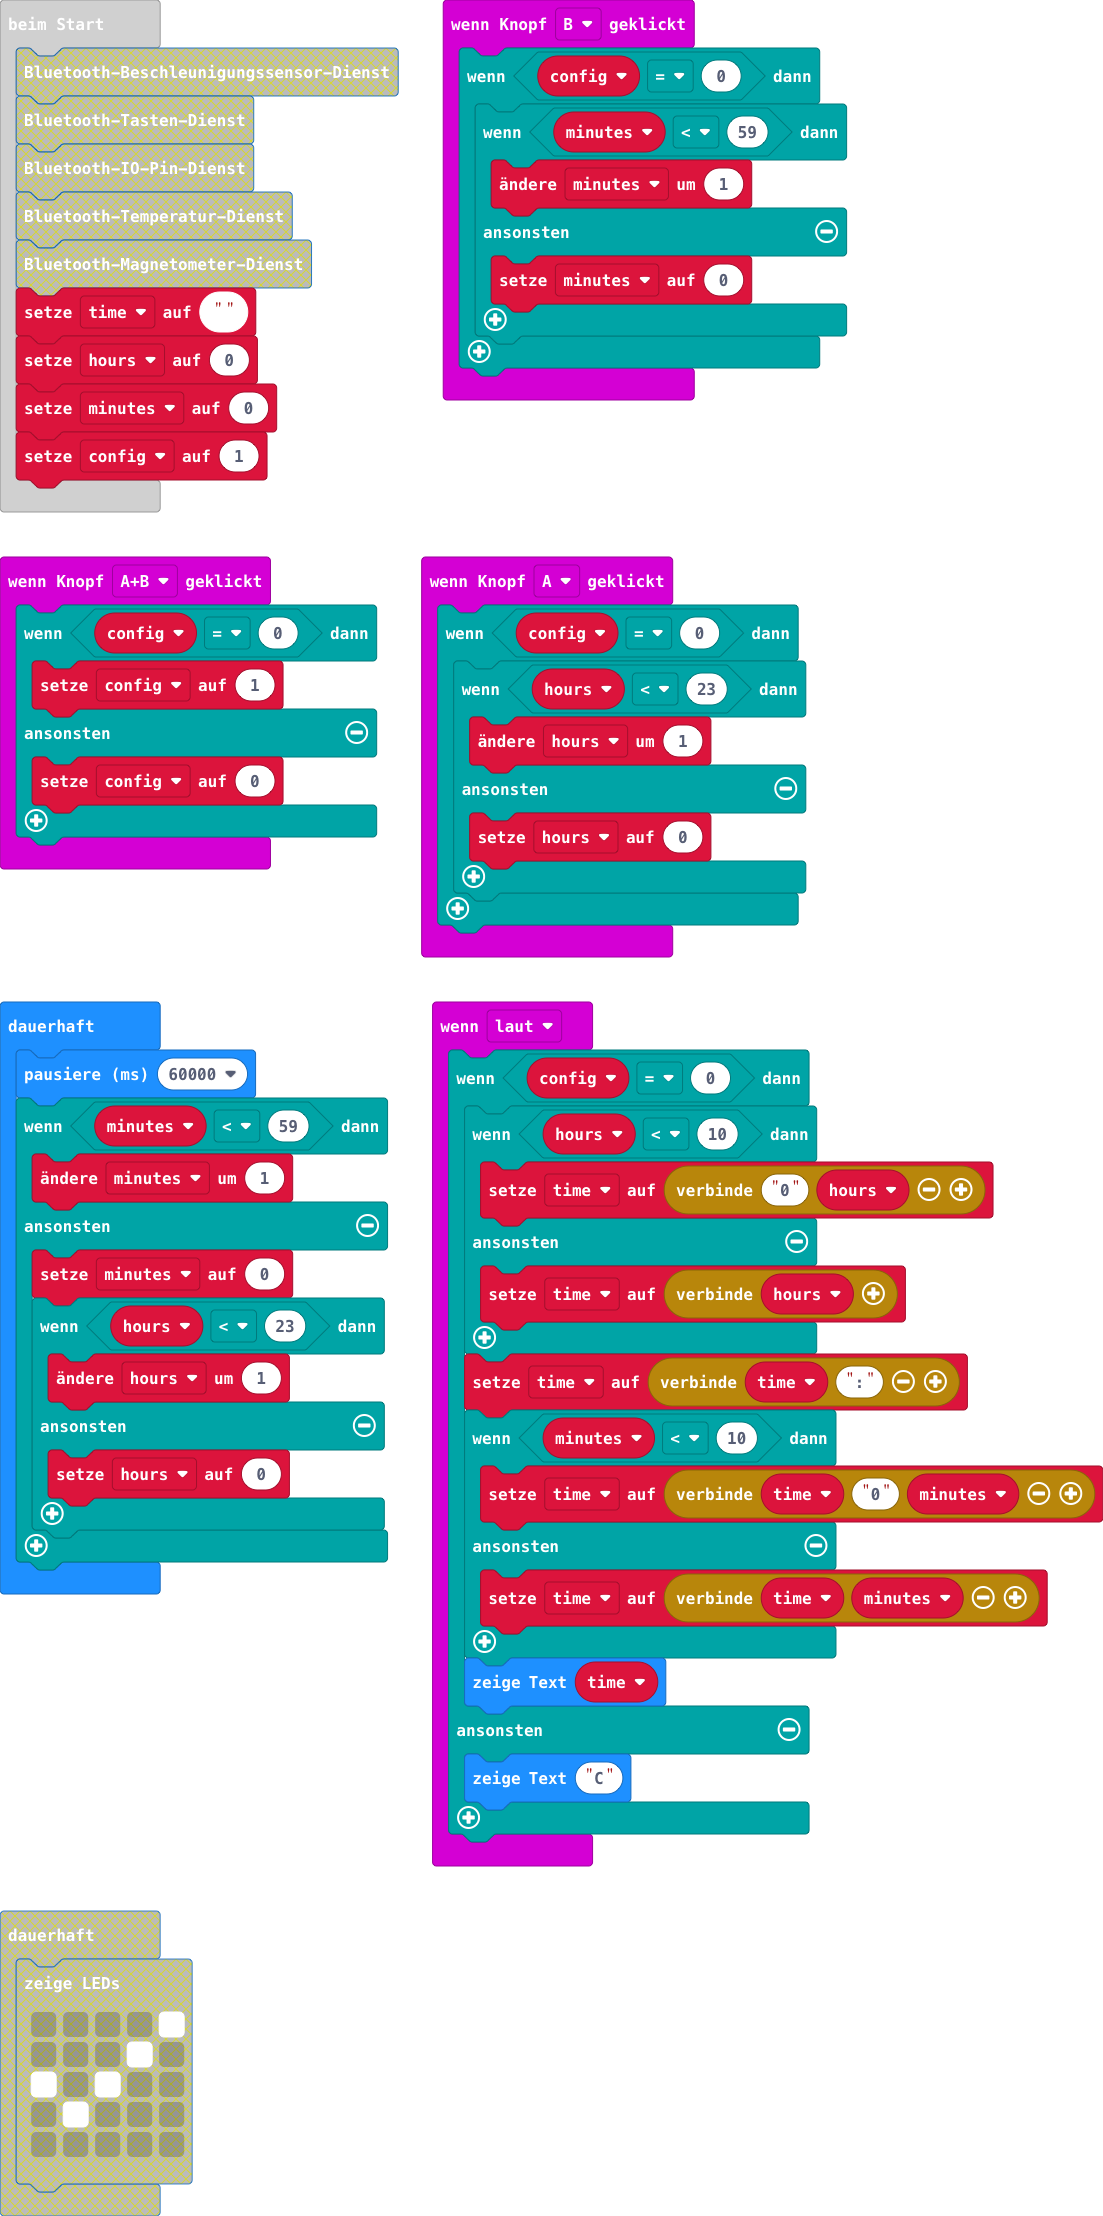 beim Start
Bluetooth-Beschleunigungssensor-Dienst
Bluetooth-Tasten-Dienst
Bluetooth-IO-Pin-Dienst
Bluetooth-Temperatur-Dienst
Bluetooth-Magnetometer-Dienst
setze time auf " "
setze hours auf 0
setze minutes auf 0
setze config auf 1
wenn Knopf B geklickt
wenn config = 0 dann
wenn minutes < 59 dann
ändere minutes um 1
ansonsten
setze minutes auf 0
wenn Knopf A+B geklickt
wenn config = 0 dann
setze config auf 1
ansonsten
setze config auf 0
wenn Knopf A geklickt
wenn config = 0 dann
wenn hours < 23 dann
ändere hours um 1
ansonsten
setze hours auf 0
dauerhaft
pausiere (ms) 60000
wenn minutes < 59 dann
ändere minutes um 1
ansonsten
setze minutes auf 0
wenn hours < 23 dann
ändere hours um 1
ansonsten
setze hours auf 0
wenn laut
wenn config = 0 dann
wenn hours < 10 dann
setze time auf verbinde "0" hours
ansonsten
setze time auf verbinde hours
setze time auf verbinde time ":"
wenn minutes < 10 dann
setze time auf verbinde time "0" minutes
ansonsten
setze time auf verbinde time minutes
zeige Text time
ansonsten
zeige Text "C"
dauerhaft
zeige LEDs